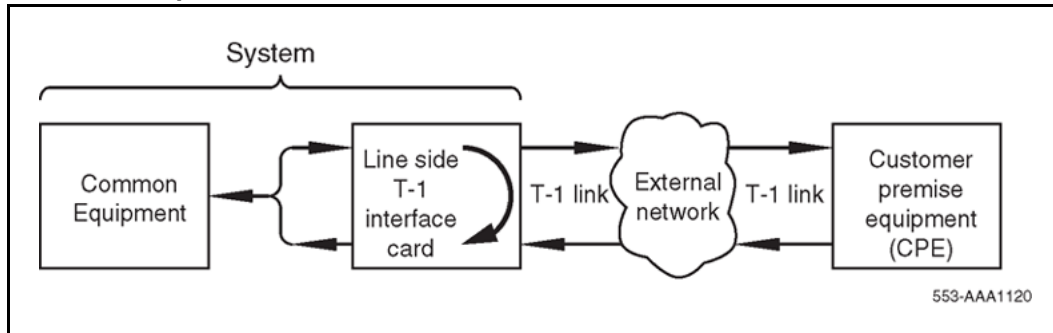 System
Common
Equipment
Line side
T-1
interface
card
T-1 link
External
network
T-1 link
Customer
premise
equipment
(CPE)
553-AAA1120